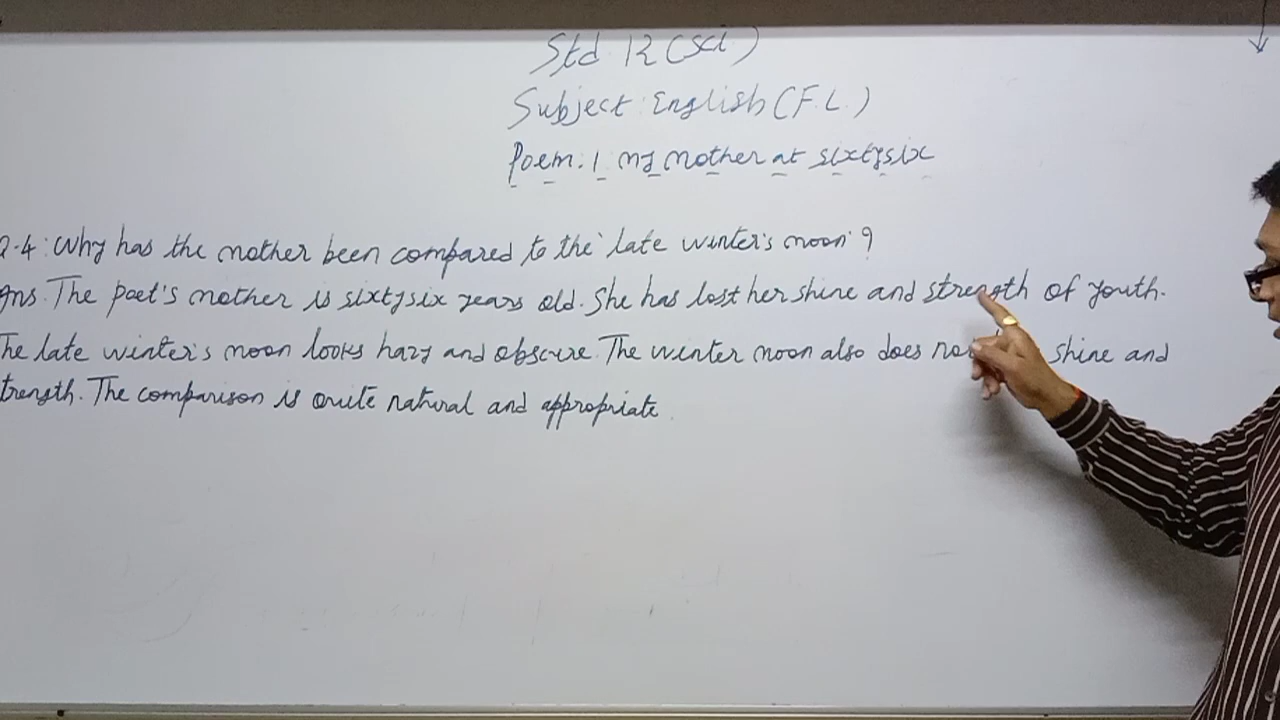 Std 12 (Sci)
Subject: English (F.L.)
Poem: 1 My Mother at sixtysix
Q.4: Why has the mother been compared to the 'late winter's moon'?
Ans. The poet's mother is sixtysix years old. She has lost her shine and strength of youth.
The late winter's moon looks hazy and obscure. The winter moon also does shine and
trength. The comparison is quite natural and appropriate.